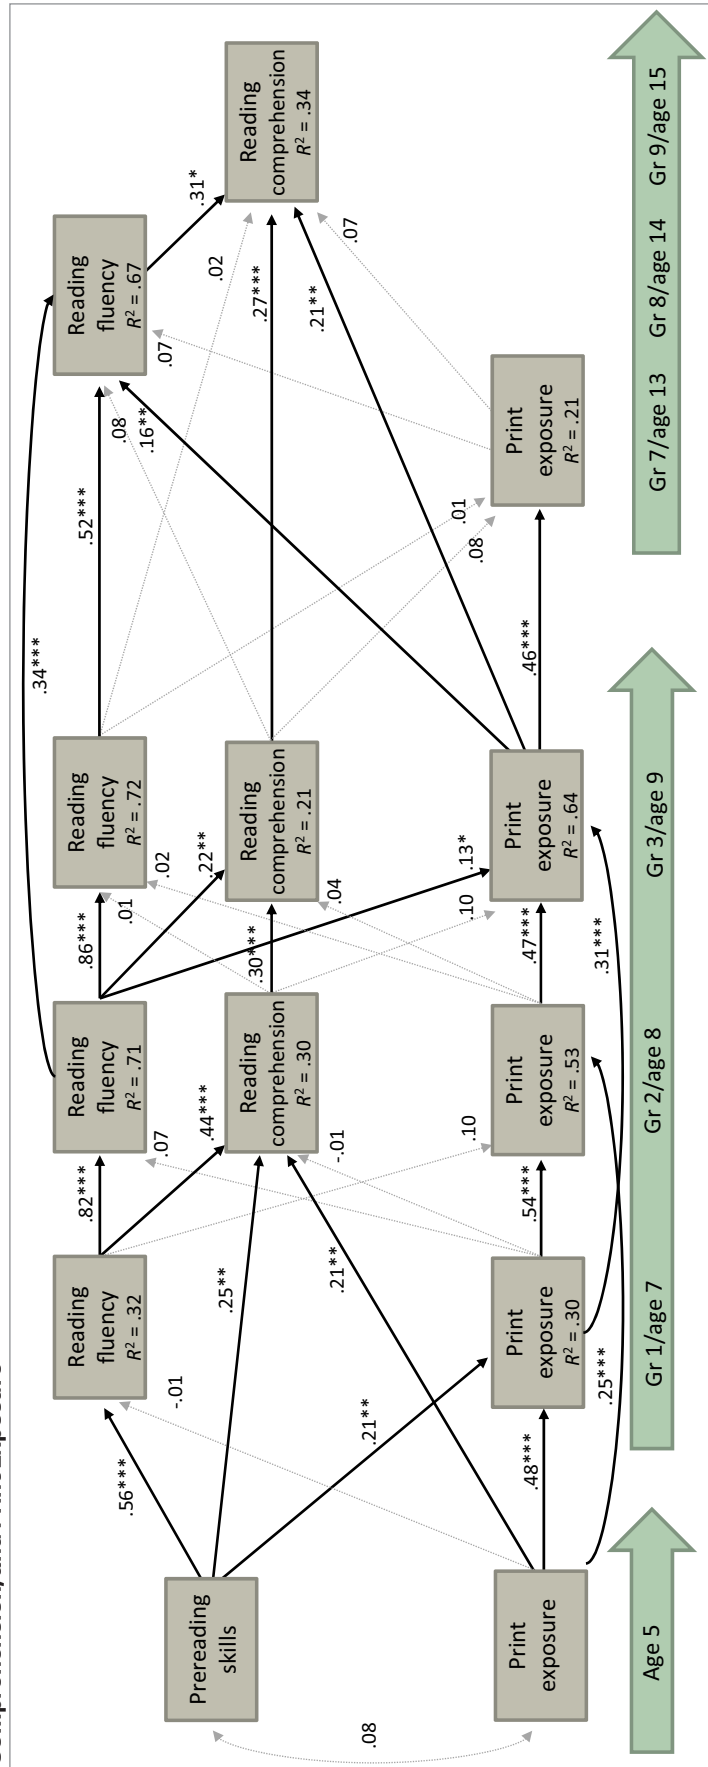 Prereading
skills
Print
exposure
.08
.56***
-.01
.25**
.21**
.21**
.48***
.25***
Reading
fluency
R² = .32
Print
exposure
R² = .30
.82***
.07
.44***
-.01
.10
.54***
.31***
Reading
fluency
R² = .71
Reading
comprehension
R² = .30
Print
exposure
R² = .53
.34***
.86***
.01
.02
.22**
.30***
.04
.13*
.10
.47***
Reading
fluency
R² = .72
Reading
comprehension
R² = .21
Print
exposure
R² = .64
.52***
.08
.16**
.07
.02
.27***
.21**
.07
.01
.08
.46***
Print
exposure
R² = .21
Reading
fluency
R² = .67
.31*
Reading
comprehension
R² = .34
Age 5
Gr 1/age 7
Gr 2/age 8
Gr 3/age 9
Gr 7/age 13
Gr 8/age 14
Gr 9/age 15